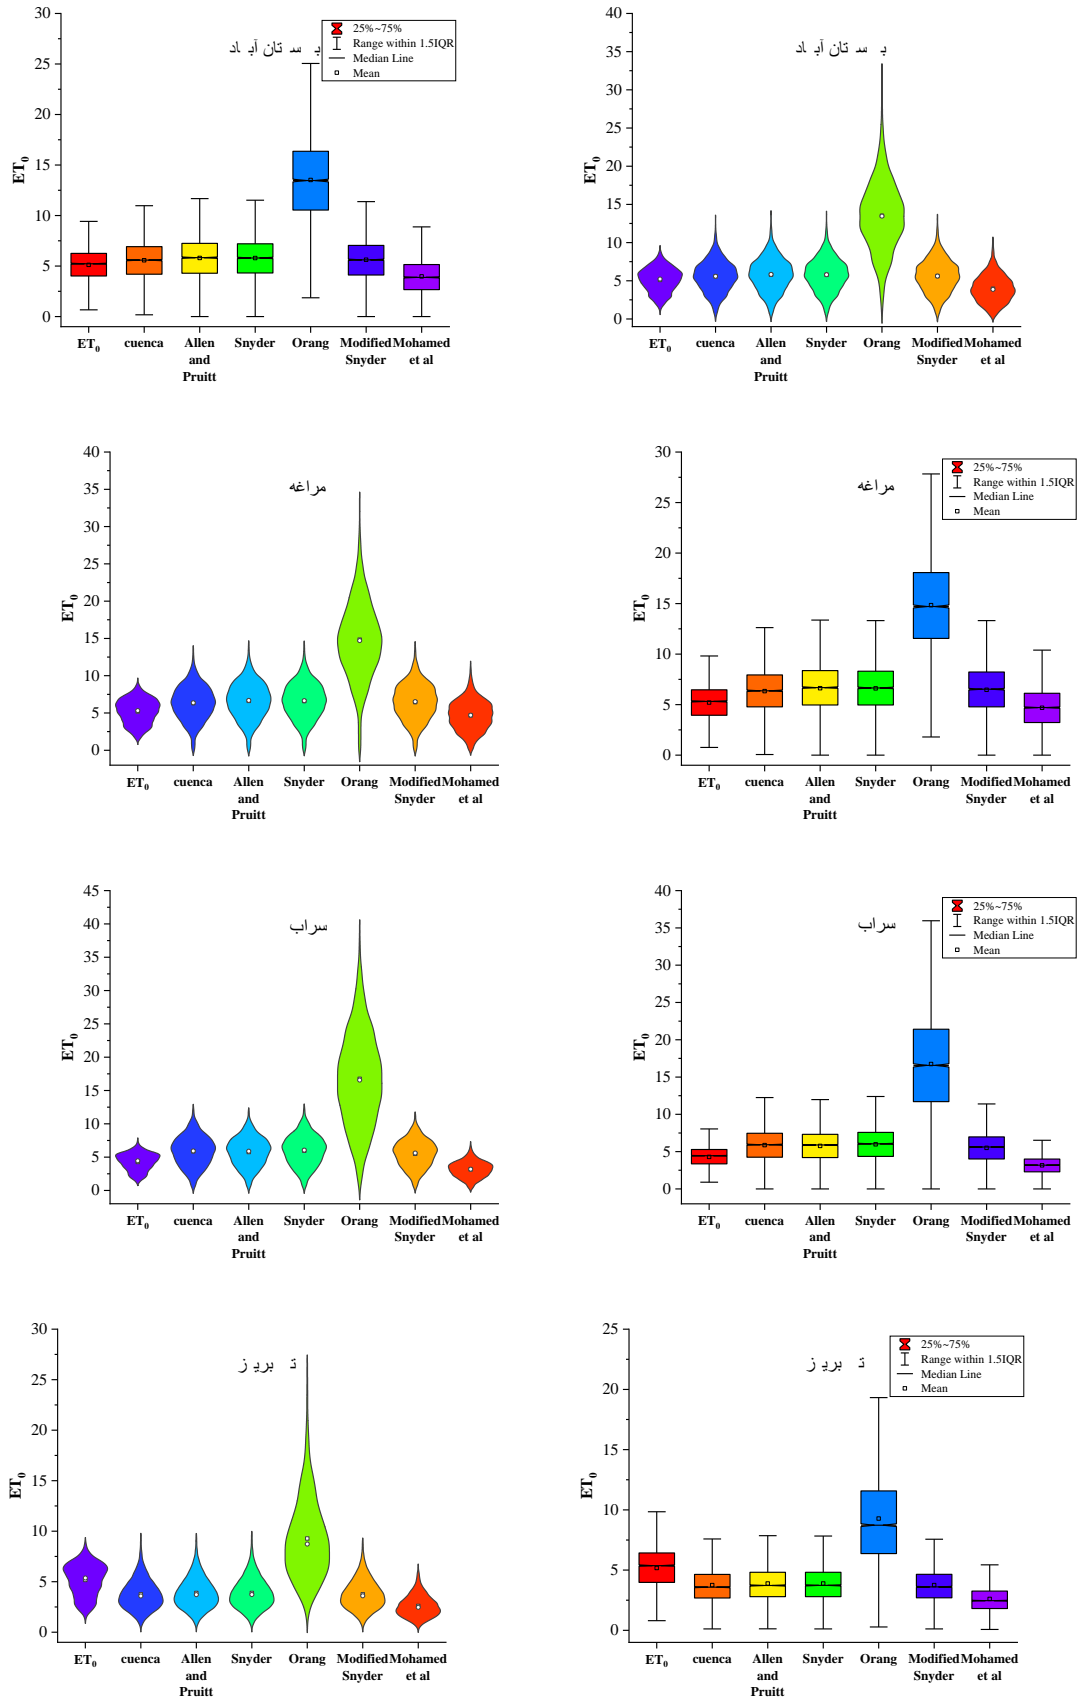 30
25
20
15
10
5
0
ET₀
بستان آباد
25%~75%
Range within 1.5IQR
Median Line
Mean
ET₀ cuenca Allen Snyder Orang Modified Mohamed
and Snyder et al
Pruitt
40
35
30
25
20
15
10
5
0
ET₀
بستان آباد
ET₀ cuenca Allen Snyder Orang Modified Mohamed
and Snyder et al
Pruitt
40
35
30
25
20
15
10
5
0
ET₀
مراغه
ET₀ cuenca Allen Snyder Orang Modified Mohamed
and Snyder et al
Pruitt
30
25
20
15
10
5
0
ET₀
مراغه
25%~75%
Range within 1.5IQR
Median Line
Mean
ET₀ cuenca Allen Snyder Orang Modified Mohamed
and Snyder et al
Pruitt
45
40
35
30
25
20
15
10
5
0
ET₀
سراب
ET₀ cuenca Allen Snyder Orang Modified Mohamed
and Snyder et al
Pruitt
40
35
30
25
20
15
10
5
0
ET₀
سراب
25%~75%
Range within 1.5IQR
Median Line
Mean
ET₀ cuenca Allen Snyder Orang Modified Mohamed
and Snyder et al
Pruitt
30
25
20
15
10
5
0
ET₀
تبریز
ET₀ cuenca Allen Snyder Orang Modified Mohamed
and Snyder et al
Pruitt
25
20
15
10
5
0
ET₀
تبریز
25%~75%
Range within 1.5IQR
Median Line
Mean
ET₀ cuenca Allen Snyder Orang Modified Mohamed
and Snyder et al
Pruitt